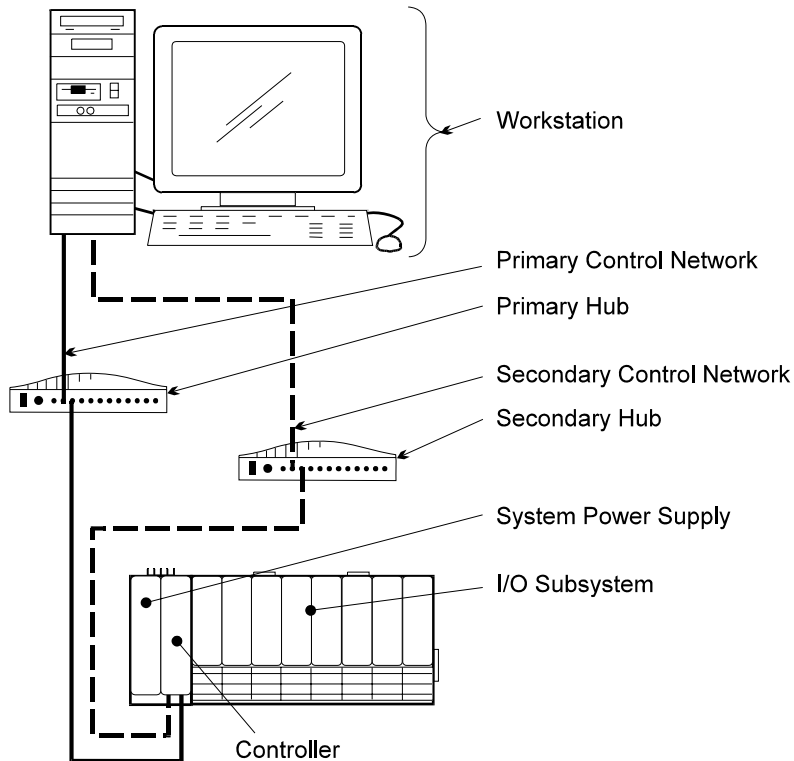 Workstation
Primary Control Network
Primary Hub
Secondary Control Network
Secondary Hub
System Power Supply
I/O Subsystem
Controller